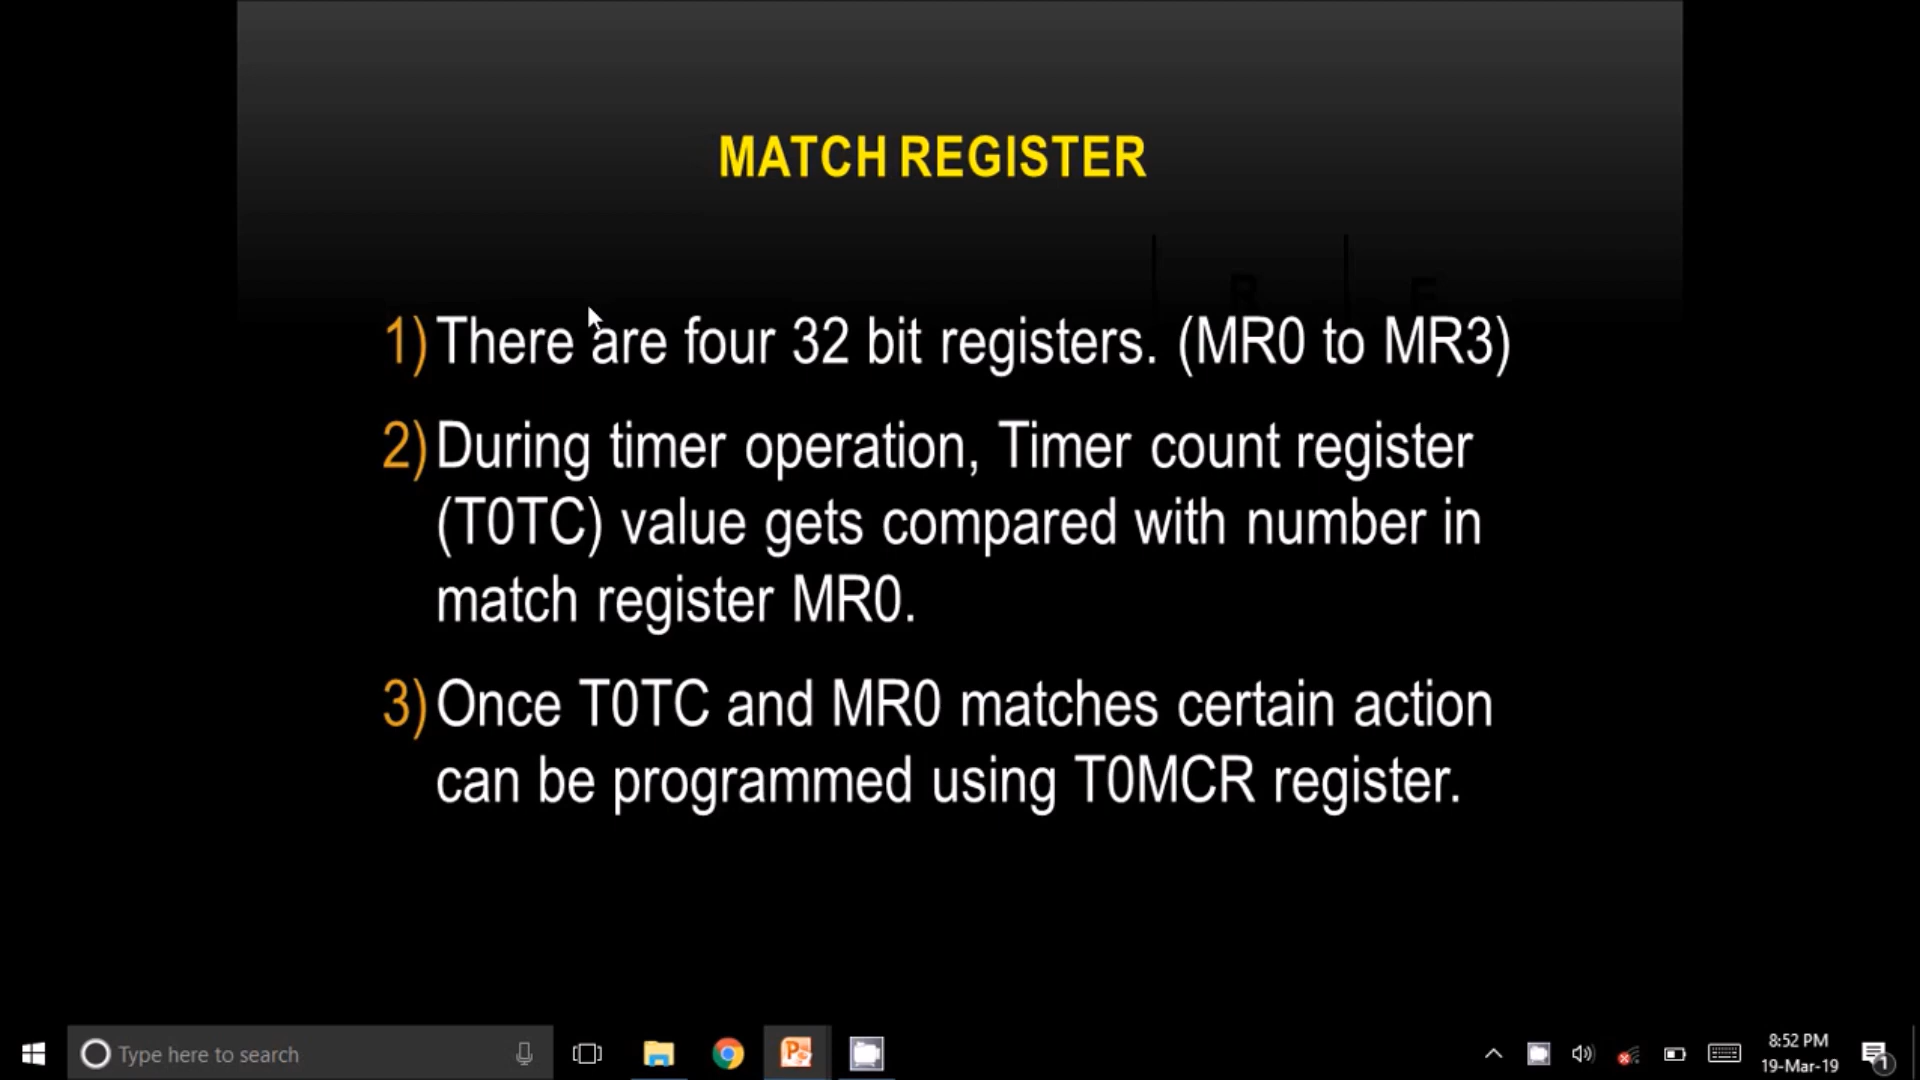 MATCH REGISTER
R
1) There are four 32 bit registers. (MR0 to MR3)
2) During timer operation, Timer count register
(T0TC) value gets compared with number in
match register MR0.
3) Once T0TC and MR0 matches certain action
can be programmed using T0MCR register.
Type here to search
8:52 PM
19-Mar-19
1